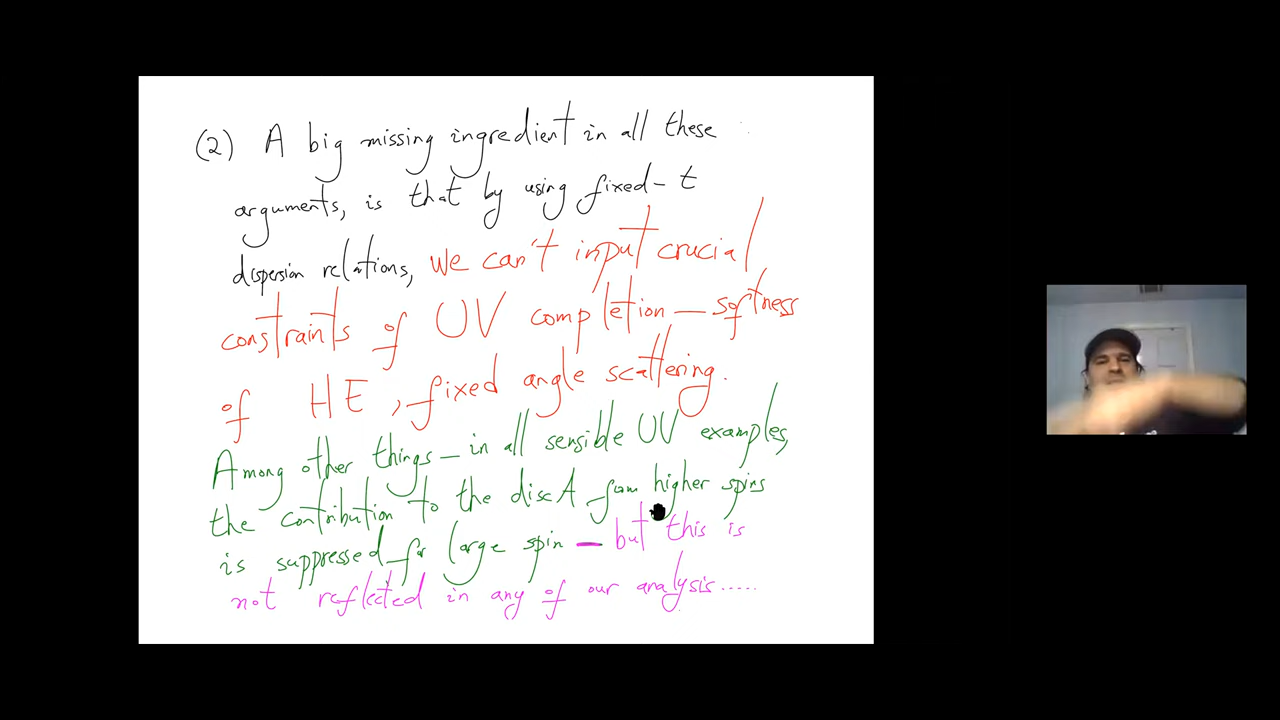 (2) A big missing ingredient in all these
arguments, is that by using fixed-t
dispersion relations, we can't input crucial
constraints of UV completion — softness
of HE, fixed angle scattering.
Among other things — in all sensible UV examples,
the contribution to the disc A from higher spins
is suppressed for large spin — but this is
not reflected in any of our analysis.....